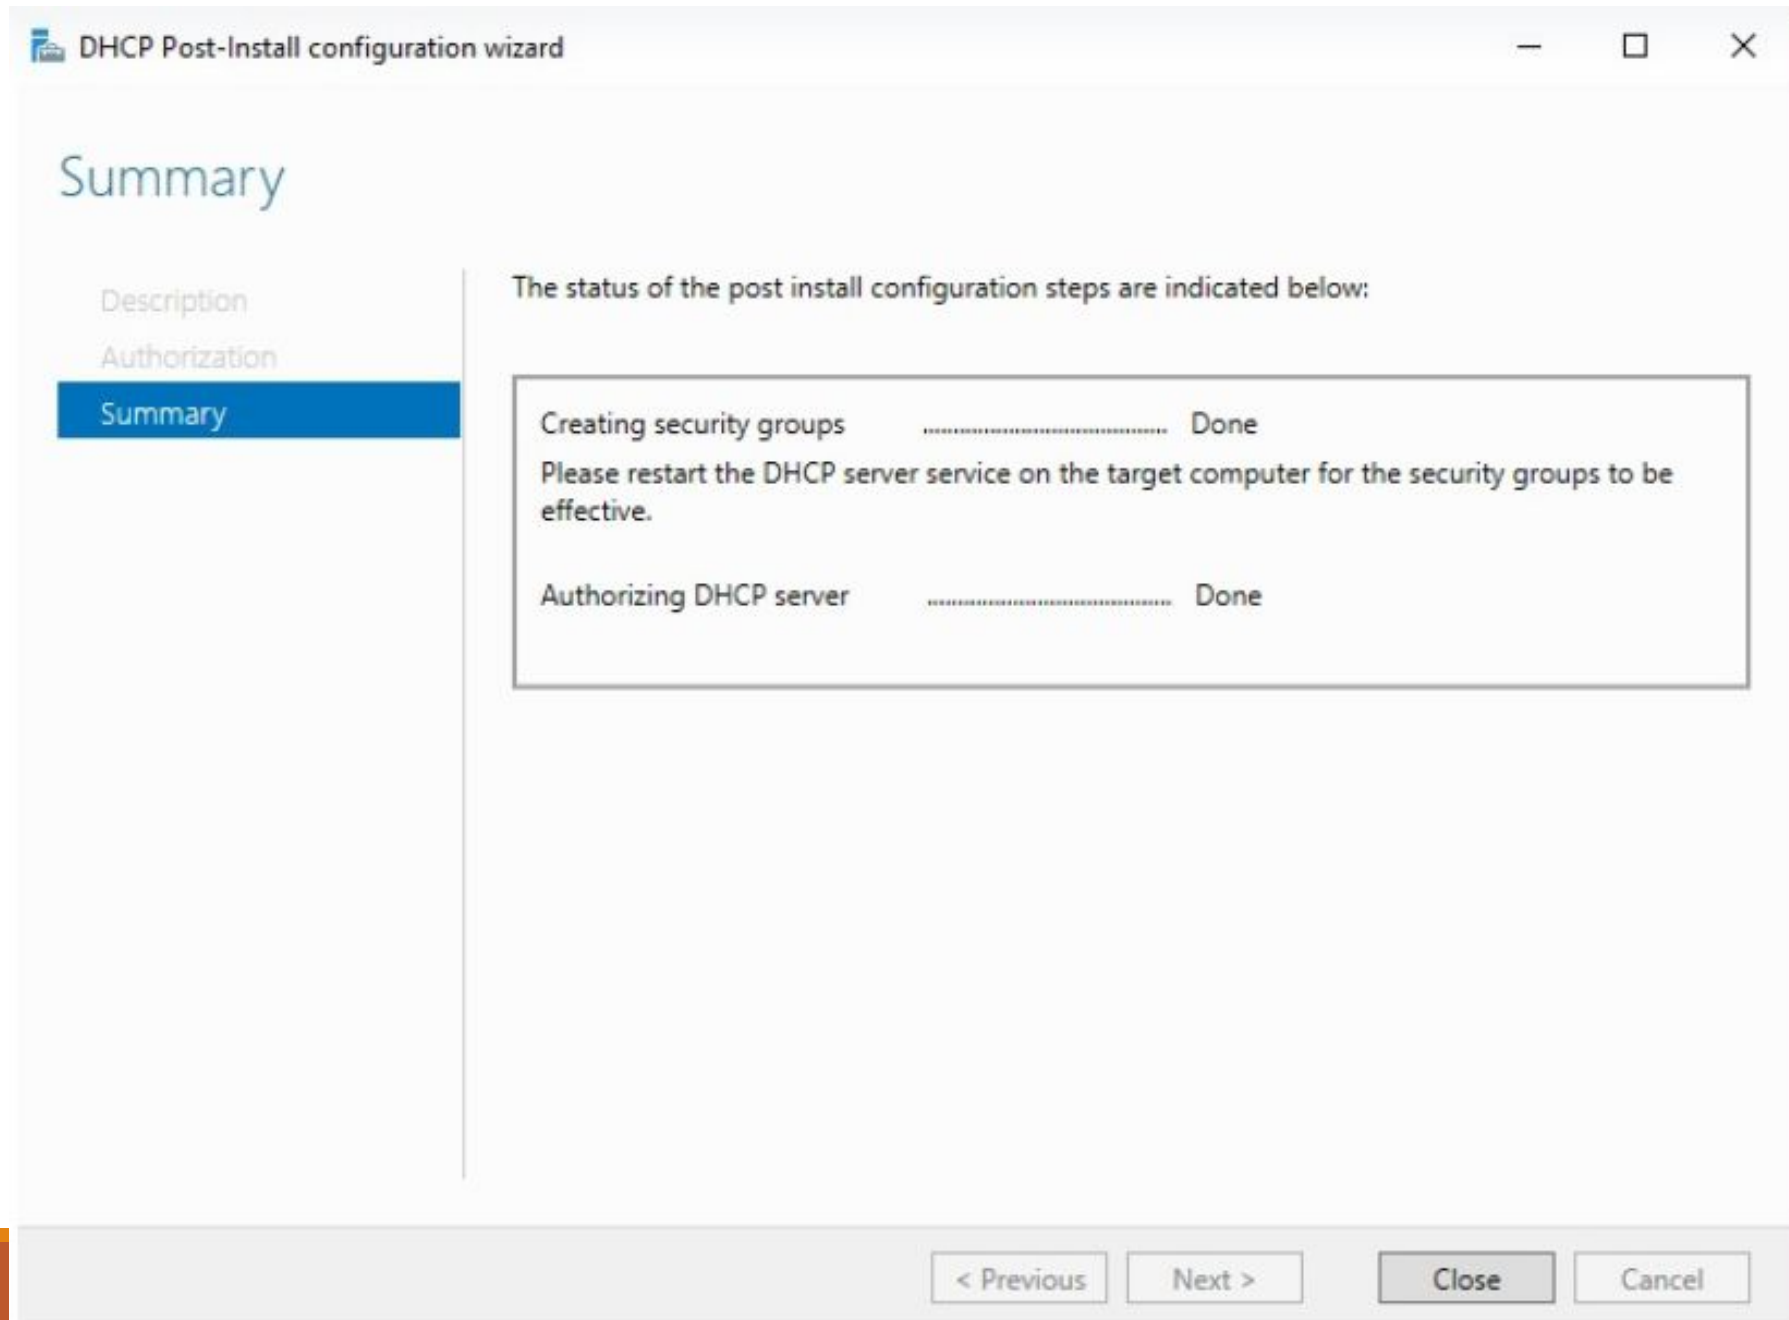 DHCP Post-Install configuration wizard
Summary
Description
Authorization
Summary
The status of the post install configuration steps are indicated below:
Creating security groups ........................................ Done
Please restart the DHCP server service on the target computer for the security groups to be
effective.
Authorizing DHCP server ........................................ Done
< Previous
Next >
Close
Cancel